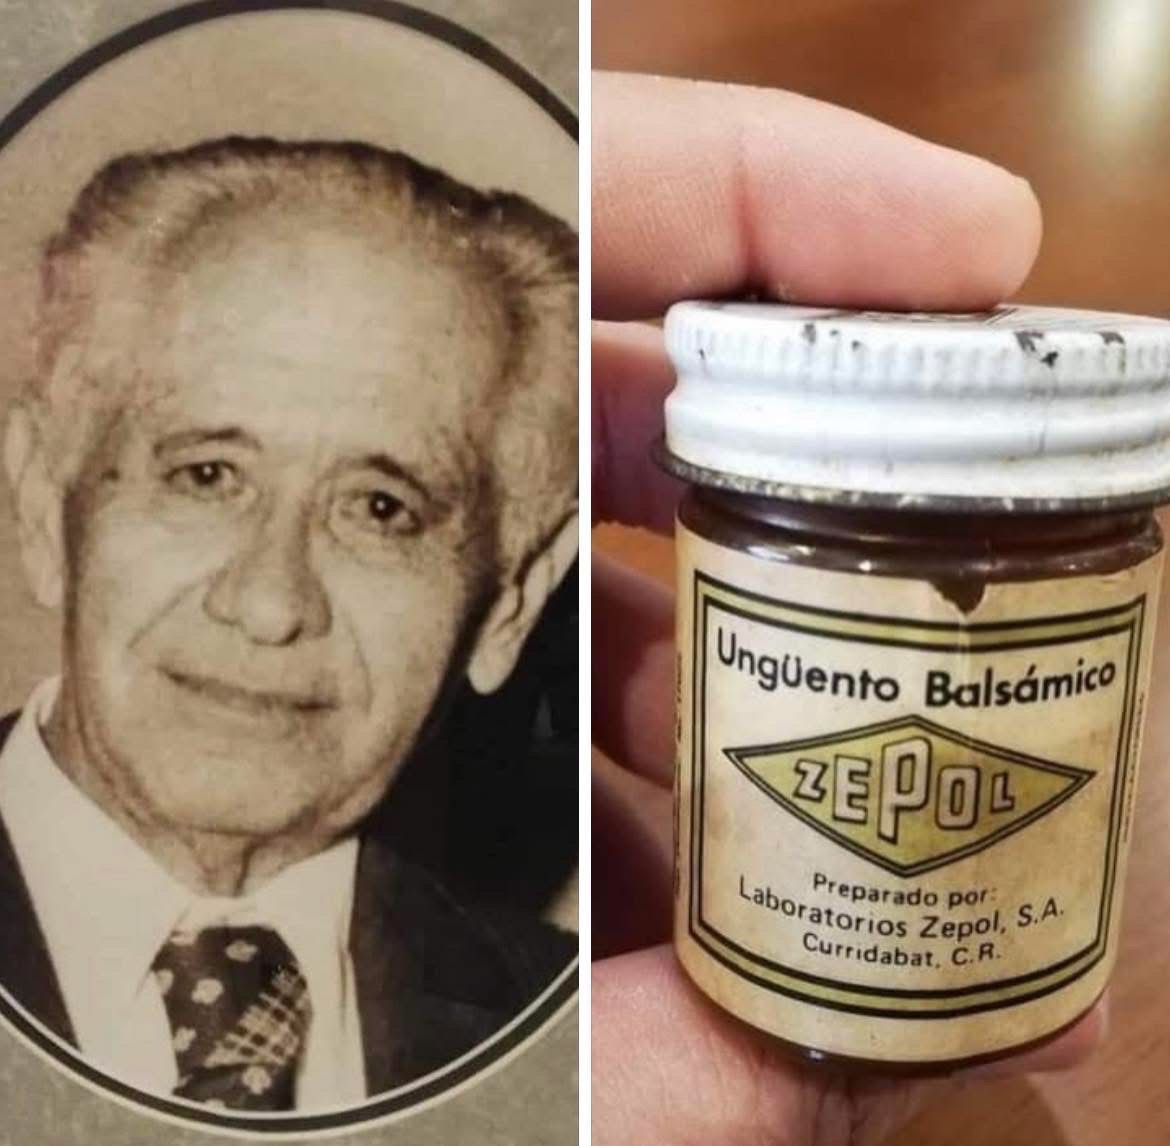 Ungüento Balsámico
ZEPOL
Preparado por:
Laboratorios Zepol, S.A.
Curridabat, C.R.